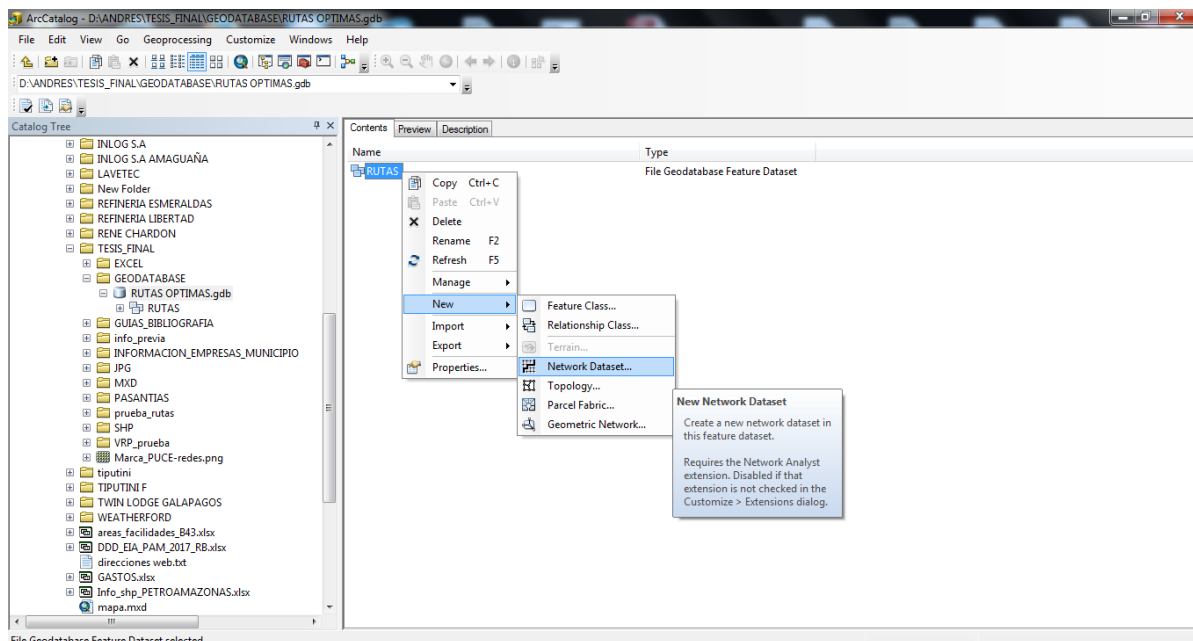 ArcCatalog - D:\ANDRES\TESIS_FINAL\GEODATABASE\RUTAS OPTIMAS.gdb
File Edit View Go Geoprocessing Customize Windows Help
D:\ANDRES\TESIS_FINAL\GEODATABASE\RUTAS OPTIMAS.gdb
Catalog Tree
INLOG S.A
INLOG S.A AMAGUAÑA
LAVETEC
New Folder
REFINERIA ESMERALDAS
REFINERIA LIBERTAD
RENE CHARDON
TESIS_FINAL
EXCEL
GEODATABASE
RUTAS OPTIMAS.gdb
RUTAS
GUIAS_BIBLIOGRAFIA
info_previa
INFORMACION_EMPRESAS_MUNICIPIO
JPG
MXD
PASANTIAS
prueba_rutas
SHP
VRP_prueba
Marca_PUCE-redes.png
tiputini
TIPUTINI F
TWIN LODGE GALAPAGOS
WEATHERFORD
areas_facilidades_B43.xlsx
DDD_EIA_PAM_2017_RB.xlsx
direcciones web.txt
GASTOS.xlsx
Info_shp_PETROAMAZONAS.xlsx
mapa.mxd
Contents Preview Description
Name Type
RUTAS File Geodatabase Feature Dataset
Copy Ctrl+C
Paste Ctrl+V
Delete
Rename F2
Refresh F5
Manage
New
Import
Export
Properties...
Feature Class...
Relationship Class...
Terrain...
Network Dataset...
Topology...
Parcel Fabric...
Geometric Network...
New Network Dataset
Create a new network dataset in
this feature dataset.
Requires the Network Analyst
extension. Disabled if that
extension is not checked in the
Customize > Extensions dialog.
File Geodatabase Feature Dataset selected